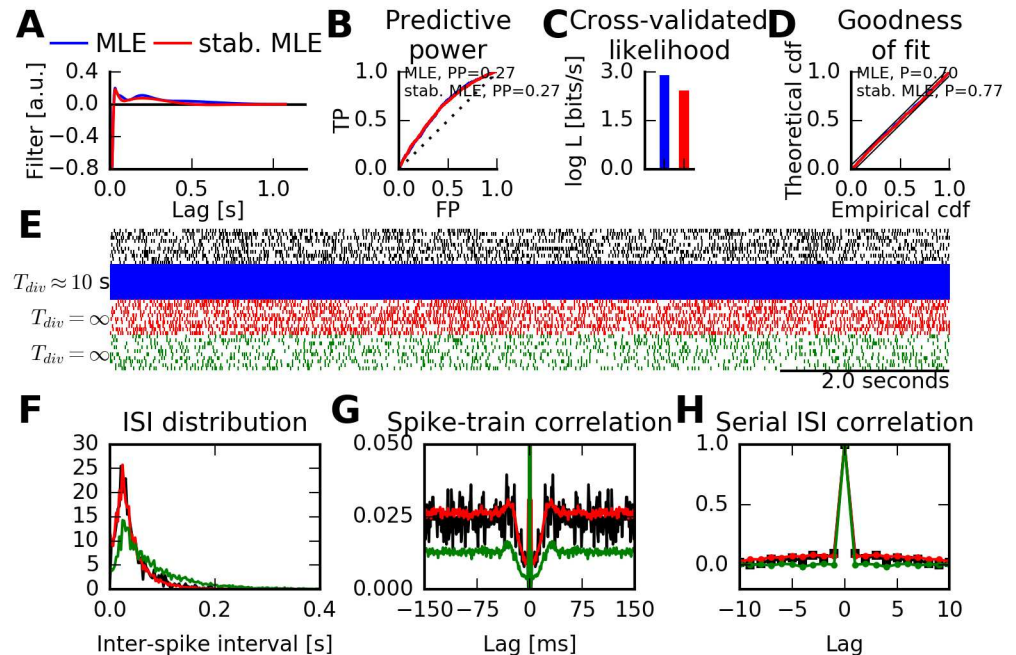 A
MLE
stab. MLE
Filter [a.u.]
0.4
0.0
−0.4
−0.8
0.0
0.5
1.0
Lag [s]
B
Predictive
power
MLE, PP=0.27
stab. MLE, PP=0.27
TP
1.0
0.5
0.0
0.0
0.5
1.0
FP
C
Cross-validated
likelihood
log L [bits/s]
3.0
1.5
0.0
D
Goodness
of fit
MLE, P=0.70
stab. MLE, P=0.77
Theoretical cdf
1.0
0.5
0.0
0.0
0.5
1.0
Empirical cdf
E
T_div ≈ 10 s
T_div = ∞
T_div = ∞
2.0 seconds
F
ISI distribution
30
25
20
15
10
5
0
0.0
0.2
0.4
Inter-spike interval [s]
G
Spike-train correlation
0.050
0.025
0.000
−150
−75
0
75
150
Lag [ms]
H
Serial ISI correlation
1.0
0.5
0.0
−10
−5
0
5
10
Lag